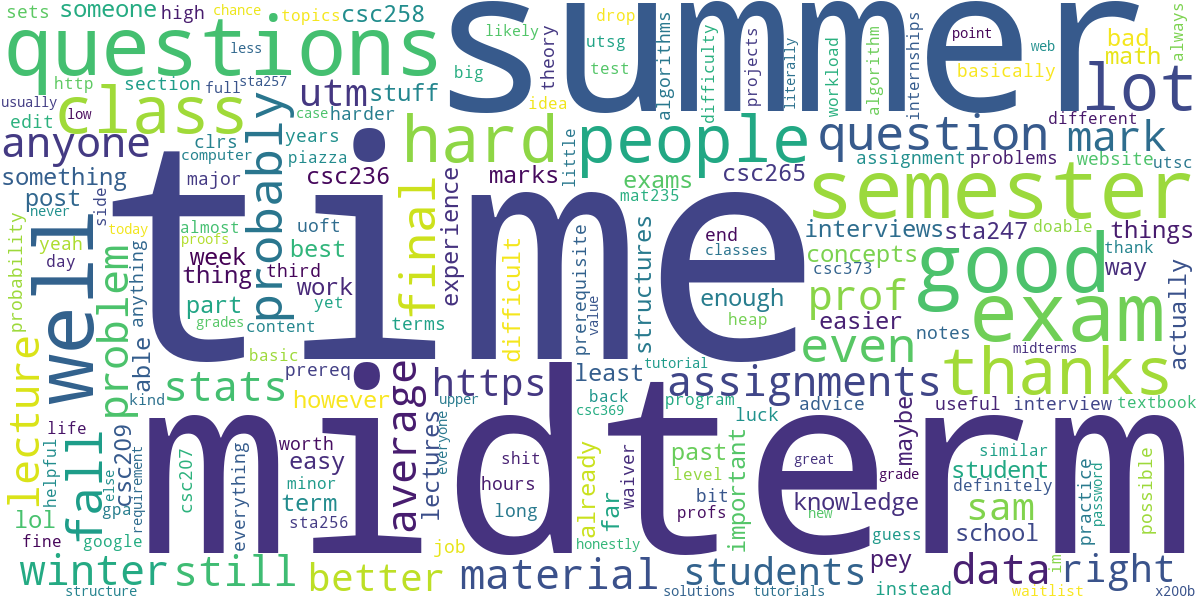 sets
someone
high
chance
topics
csc258
summer
likely
drop
point
always
questions
less
big
theory
utsg
test
algorithms
difficulty
projects
literally
workload
algorithm
internships
web
bad
math
basically
lot
http
section
full
sta257
utm
stuff
idea
usually
low
class
edit
probably
case
harder
years
hard
people
question
different
mark
anyone
clrs
computer
piazza
time
little
assignment
problems
website
utsc
something
major
csc236
marks
exams
csc265
mat235
semester
post
side
never
yeah
day
almost
proofs
today
uoft
best
final
experience
end
classes
interviews
sta247
doable
things
thank
way
concepts
csc373
good
actually
well
week
thing
third
work
yet
part
grades
content
terms
difficult
prerequisite
value
structures
enough
heap
prof
easier
notes
exam
probability
problem
able
anything
basic
prereq
tutorial
even
midterms
lecture
kind
stats
however
average
https
upper
least
back
csc369
program
assignments
luck
advice
maybe
thanks
useful
interview
textbook
life
helpful
fall
gpa
else
csc209
requirement
csc207
everything
worth
easy
minor
term
sta256
midterm
lectures
everyone
shit
hours
long
already
far
waiver
past
level
bit
profs
important
great
grade
knowledge
new
similar
student
definitely
practice
password
possible
lol
fine
google
job
honestly
guess
sam
school
winter
still
structure
better
material
students
solutions
tutorials
pey
instead
data
right
im
waitlist
x200b